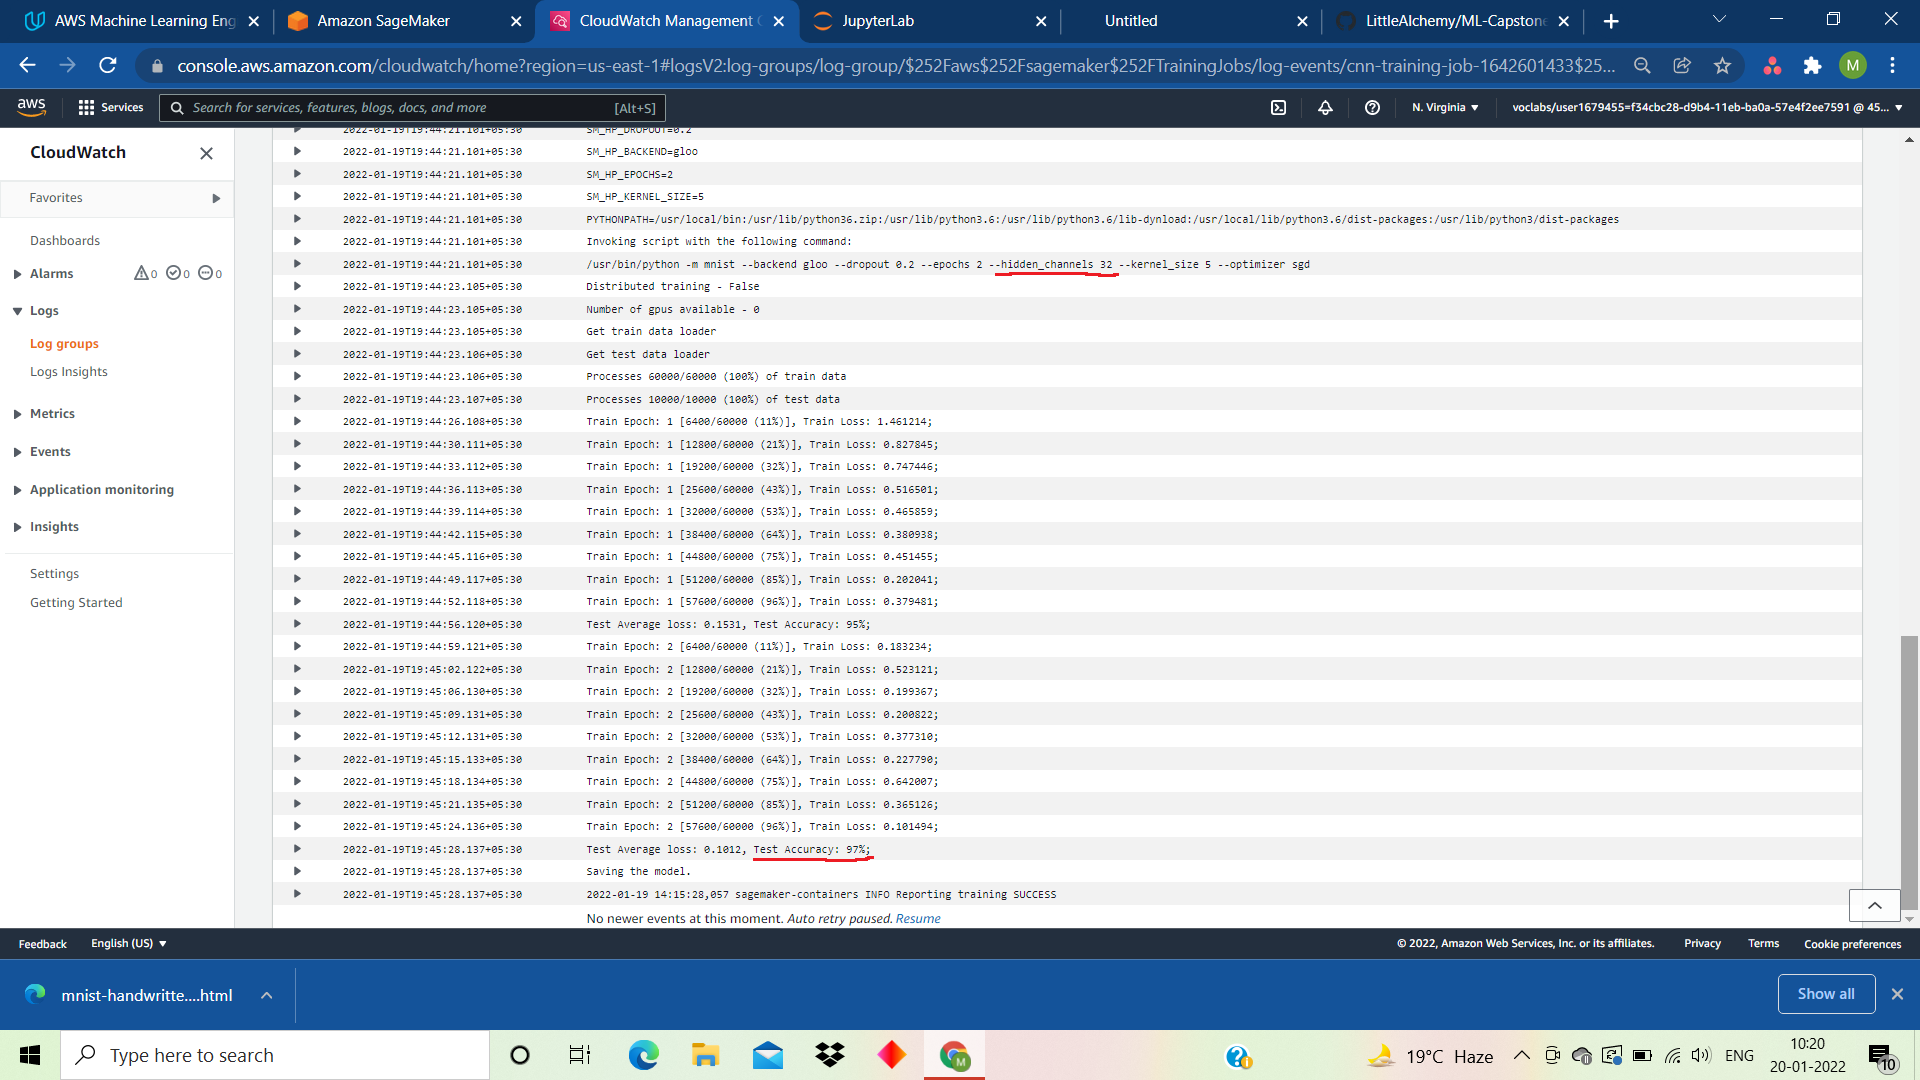 AWS Machine Learning Eng
Amazon SageMaker
CloudWatch Management C
JupyterLab
Untitled
LittleAlchemy/ML-Capstone
console.aws.amazon.com/cloudwatch/home?region=us-east-1#logsV2:log-groups/log-group/$252Faws$252Fsagemaker$252FTrainingJobs/log-events/cnn-training-job-1642601433$25...
M
aws
Services
Search for services, features, blogs, docs, and more
[Alt+S]
N. Virginia
voclabs/user1679455=f34cbc28-d9b4-11eb-ba0a-57e4f2ee7591 @ 45...
CloudWatch
Favorites
Dashboards
Alarms 0 0 0
Logs
Log groups
Logs Insights
Metrics
Events
Application monitoring
Insights
Settings
Getting Started
2022-01-19T19:44:21.101+05:30 SM_HP_DROPOUT=0.2
2022-01-19T19:44:21.101+05:30 SM_HP_BACKEND=gloo
2022-01-19T19:44:21.101+05:30 SM_HP_EPOCHS=2
2022-01-19T19:44:21.101+05:30 SM_HP_KERNEL_SIZE=5
2022-01-19T19:44:21.101+05:30 PYTHONPATH=/usr/local/bin:/usr/lib/python36.zip:/usr/lib/python3.6:/usr/lib/python3.6/lib-dynload:/usr/local/lib/python3.6/dist-packages:/usr/lib/python3/dist-packages
2022-01-19T19:44:21.101+05:30 Invoking script with the following command:
2022-01-19T19:44:21.101+05:30 /usr/bin/python -m mnist --backend gloo --dropout 0.2 --epochs 2 --hidden_channels 32 --kernel_size 5 --optimizer sgd
2022-01-19T19:44:23.105+05:30 Distributed training - False
2022-01-19T19:44:23.105+05:30 Number of gpus available - 0
2022-01-19T19:44:23.105+05:30 Get train data loader
2022-01-19T19:44:23.106+05:30 Get test data loader
2022-01-19T19:44:23.106+05:30 Processes 60000/60000 (100%) of train data
2022-01-19T19:44:23.107+05:30 Processes 10000/10000 (100%) of test data
2022-01-19T19:44:26.108+05:30 Train Epoch: 1 [6400/60000 (11%)], Train Loss: 1.461214;
2022-01-19T19:44:30.111+05:30 Train Epoch: 1 [12800/60000 (21%)], Train Loss: 0.827845;
2022-01-19T19:44:33.112+05:30 Train Epoch: 1 [19200/60000 (32%)], Train Loss: 0.747446;
2022-01-19T19:44:36.113+05:30 Train Epoch: 1 [25600/60000 (43%)], Train Loss: 0.516501;
2022-01-19T19:44:39.114+05:30 Train Epoch: 1 [32000/60000 (53%)], Train Loss: 0.465859;
2022-01-19T19:44:42.115+05:30 Train Epoch: 1 [38400/60000 (64%)], Train Loss: 0.380938;
2022-01-19T19:44:45.116+05:30 Train Epoch: 1 [44800/60000 (75%)], Train Loss: 0.451455;
2022-01-19T19:44:49.117+05:30 Train Epoch: 1 [51200/60000 (85%)], Train Loss: 0.202041;
2022-01-19T19:44:52.118+05:30 Train Epoch: 1 [57600/60000 (96%)], Train Loss: 0.379481;
2022-01-19T19:44:56.120+05:30 Test Average loss: 0.1531, Test Accuracy: 95%;
2022-01-19T19:44:59.121+05:30 Train Epoch: 2 [6400/60000 (11%)], Train Loss: 0.183234;
2022-01-19T19:45:02.122+05:30 Train Epoch: 2 [12800/60000 (21%)], Train Loss: 0.523121;
2022-01-19T19:45:06.130+05:30 Train Epoch: 2 [19200/60000 (32%)], Train Loss: 0.199367;
2022-01-19T19:45:09.131+05:30 Train Epoch: 2 [25600/60000 (43%)], Train Loss: 0.200822;
2022-01-19T19:45:12.131+05:30 Train Epoch: 2 [32000/60000 (53%)], Train Loss: 0.377310;
2022-01-19T19:45:15.133+05:30 Train Epoch: 2 [38400/60000 (64%)], Train Loss: 0.227790;
2022-01-19T19:45:18.134+05:30 Train Epoch: 2 [44800/60000 (75%)], Train Loss: 0.642007;
2022-01-19T19:45:21.135+05:30 Train Epoch: 2 [51200/60000 (85%)], Train Loss: 0.365126;
2022-01-19T19:45:24.136+05:30 Train Epoch: 2 [57600/60000 (96%)], Train Loss: 0.101494;
2022-01-19T19:45:28.137+05:30 Test Average loss: 0.1012, Test Accuracy: 97%;
2022-01-19T19:45:28.137+05:30 Saving the model.
2022-01-19T19:45:28.137+05:30 2022-01-19 14:15:28,057 sagemaker-containers INFO Reporting training SUCCESS
No newer events at this moment. Auto retry paused. Resume
Feedback
English (US)
© 2022, Amazon Web Services, Inc. or its affiliates.
Privacy
Terms
Cookie preferences
mnist-handwritte....html
Show all
Type here to search
19°C Haze
ENG
10:20
20-01-2022
10